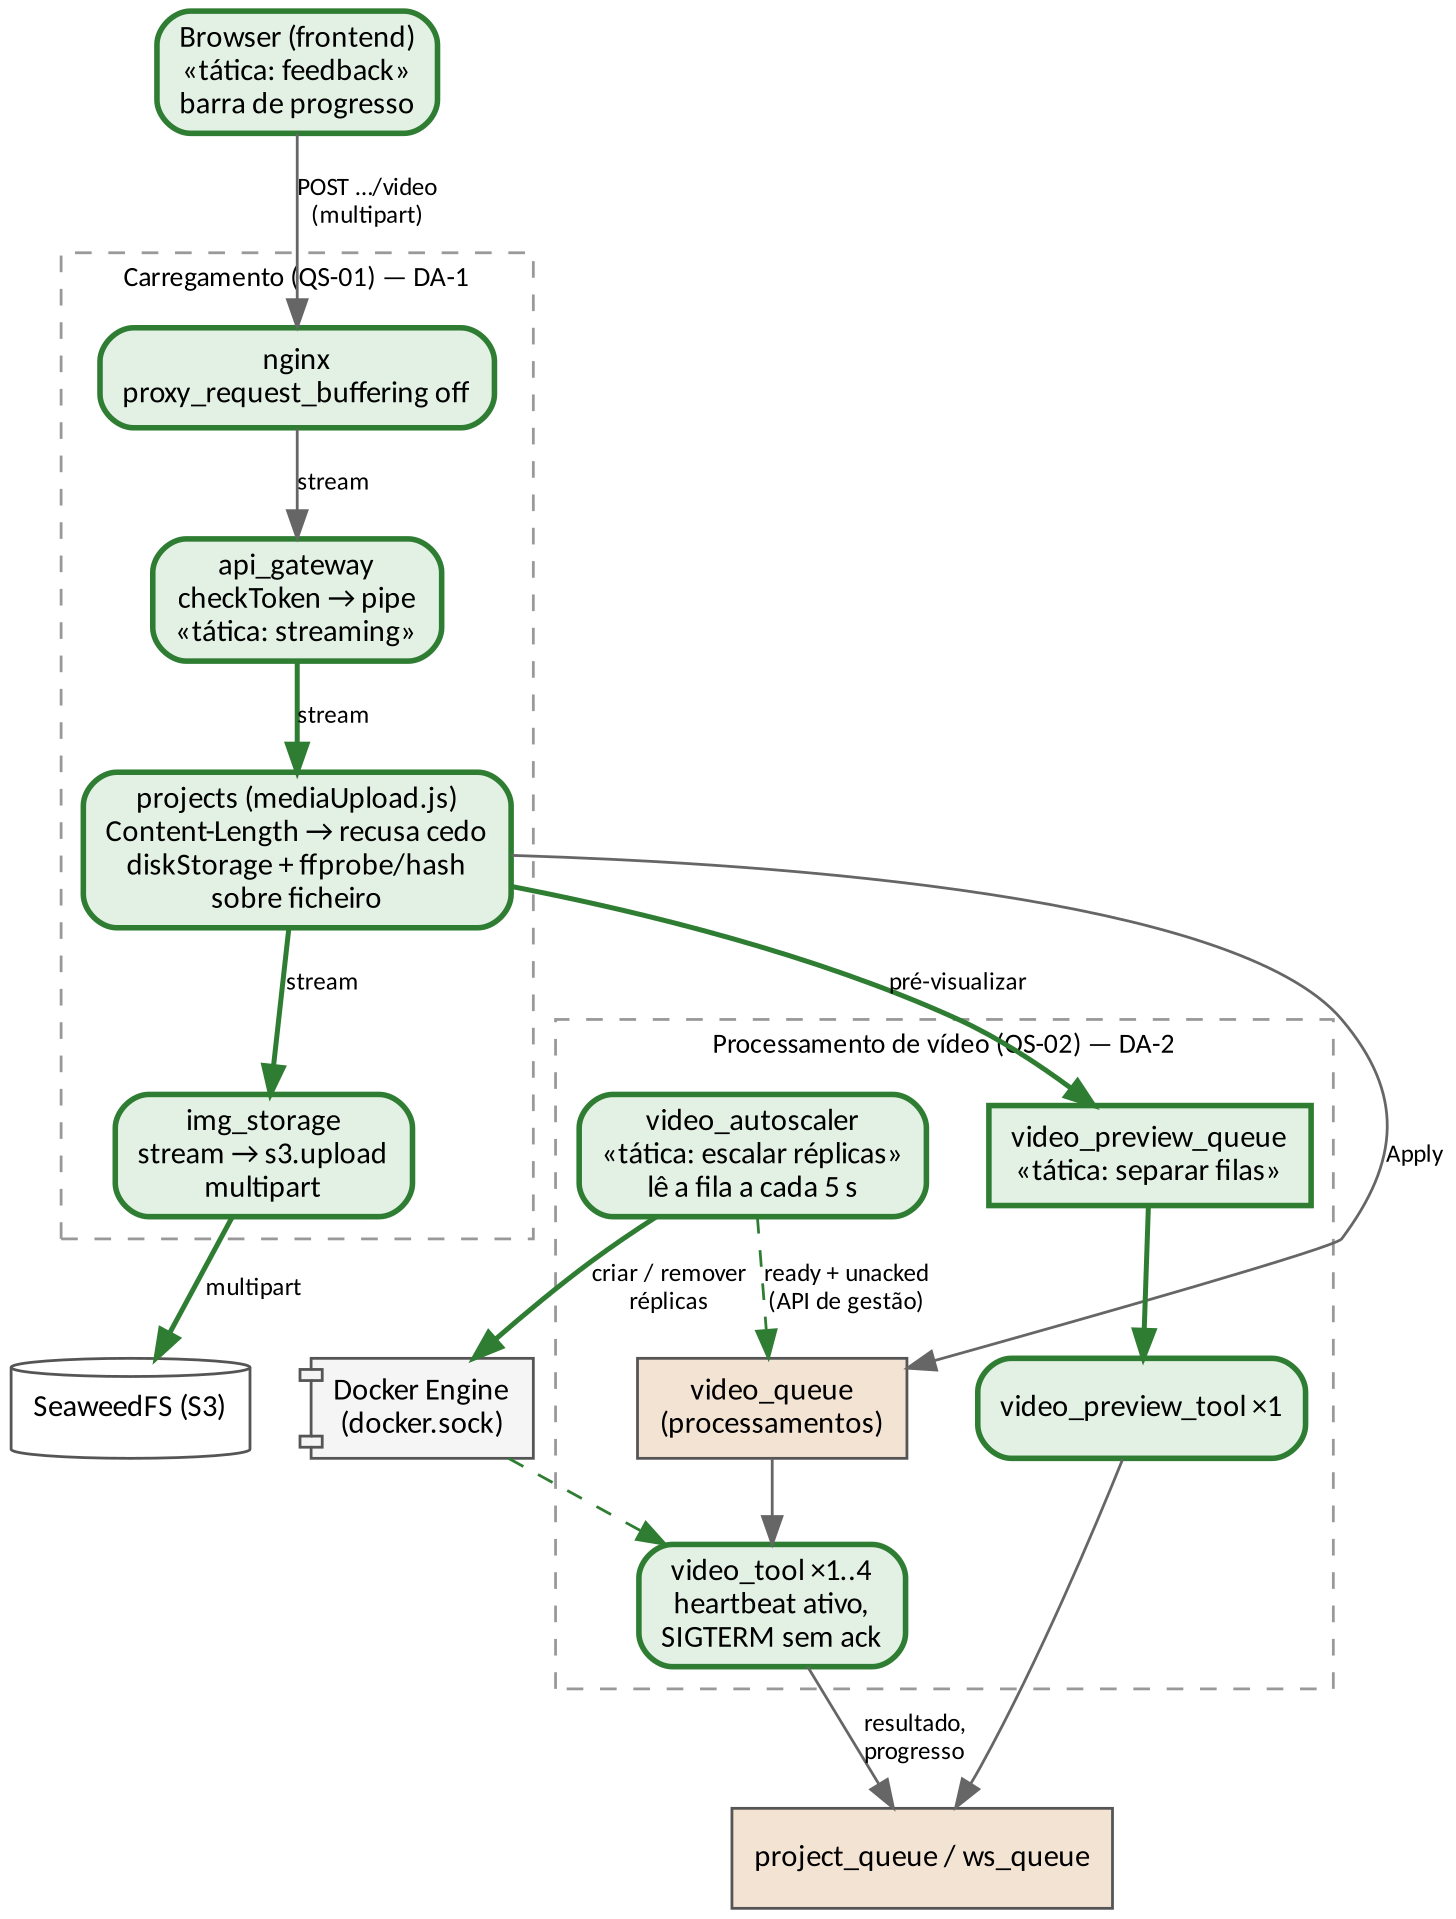 Browser (frontend)
«tática: feedback»
barra de progresso
POST .../video
(multipart)
Carregamento (QS-01) — DA-1
nginx
proxy_request_buffering off
stream
api_gateway
checkToken → pipe
«tática: streaming»
stream
projects (mediaUpload.js)
Content-Length → recusa cedo
diskStorage + ffprobe/hash
sobre ficheiro
stream
pré-visualizar
Processamento de vídeo (QS-02) — DA-2
img_storage
stream → s3.upload
multipart
video_autoscaler
«tática: escalar réplicas»
lê a fila a cada 5 s
video_preview_queue
«tática: separar filas»
Apply
multipart
criar / remover
réplicas
ready + unacked
(API de gestão)
SeaweedFS (S3)
Docker Engine
(docker.sock)
video_queue
(processamentos)
video_preview_tool ×1
video_tool ×1..4
heartbeat ativo,
SIGTERM sem ack
resultado,
progresso
project_queue / ws_queue